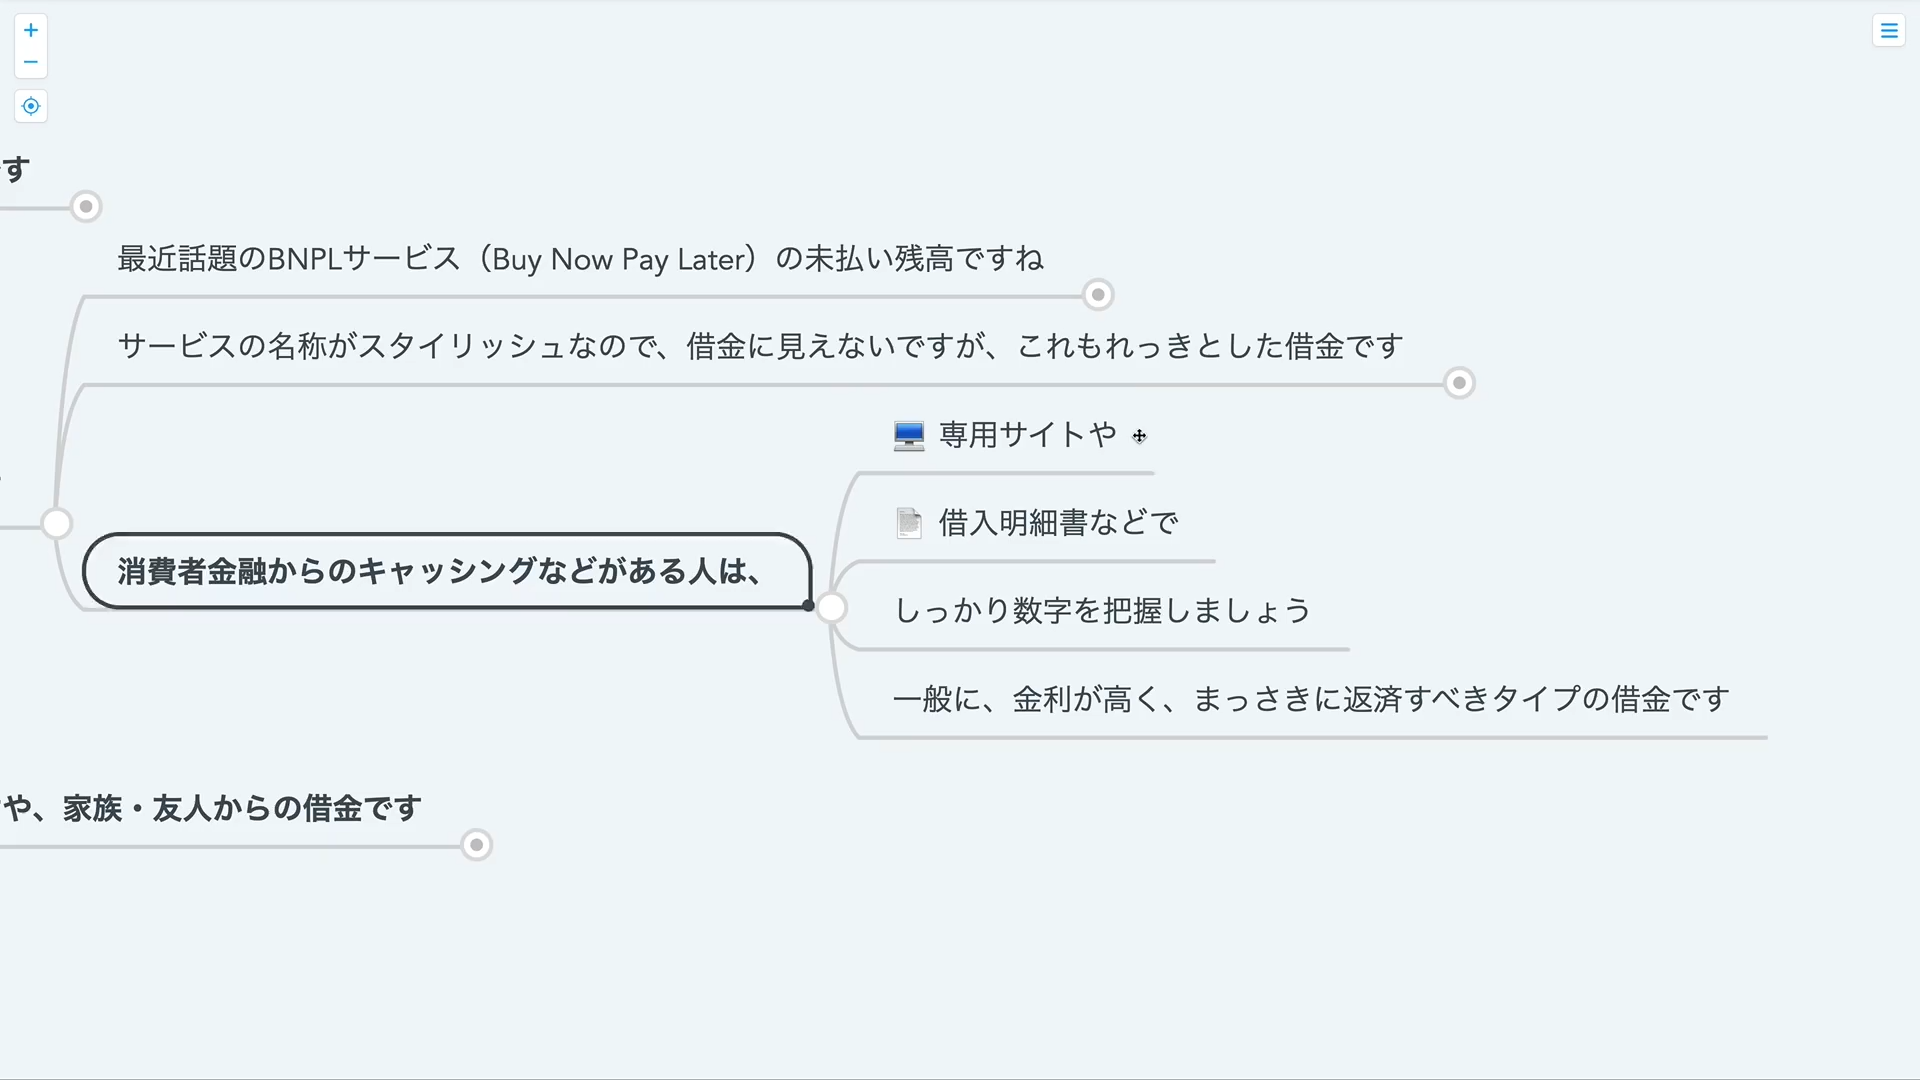 す
最近話題のBNPLサービス（Buy Now Pay Later）の未払い残高ですね
サービスの名称がスタイリッシュなので、借金に見えないですが、これもれっきとした借金です
消費者金融からのキャッシングなどがある人は、
専用サイトや
借入明細書などで
しっかり数字を把握しましょう
一般に、金利が高く、まっさきに返済すべきタイプの借金です
や、家族・友人からの借金です